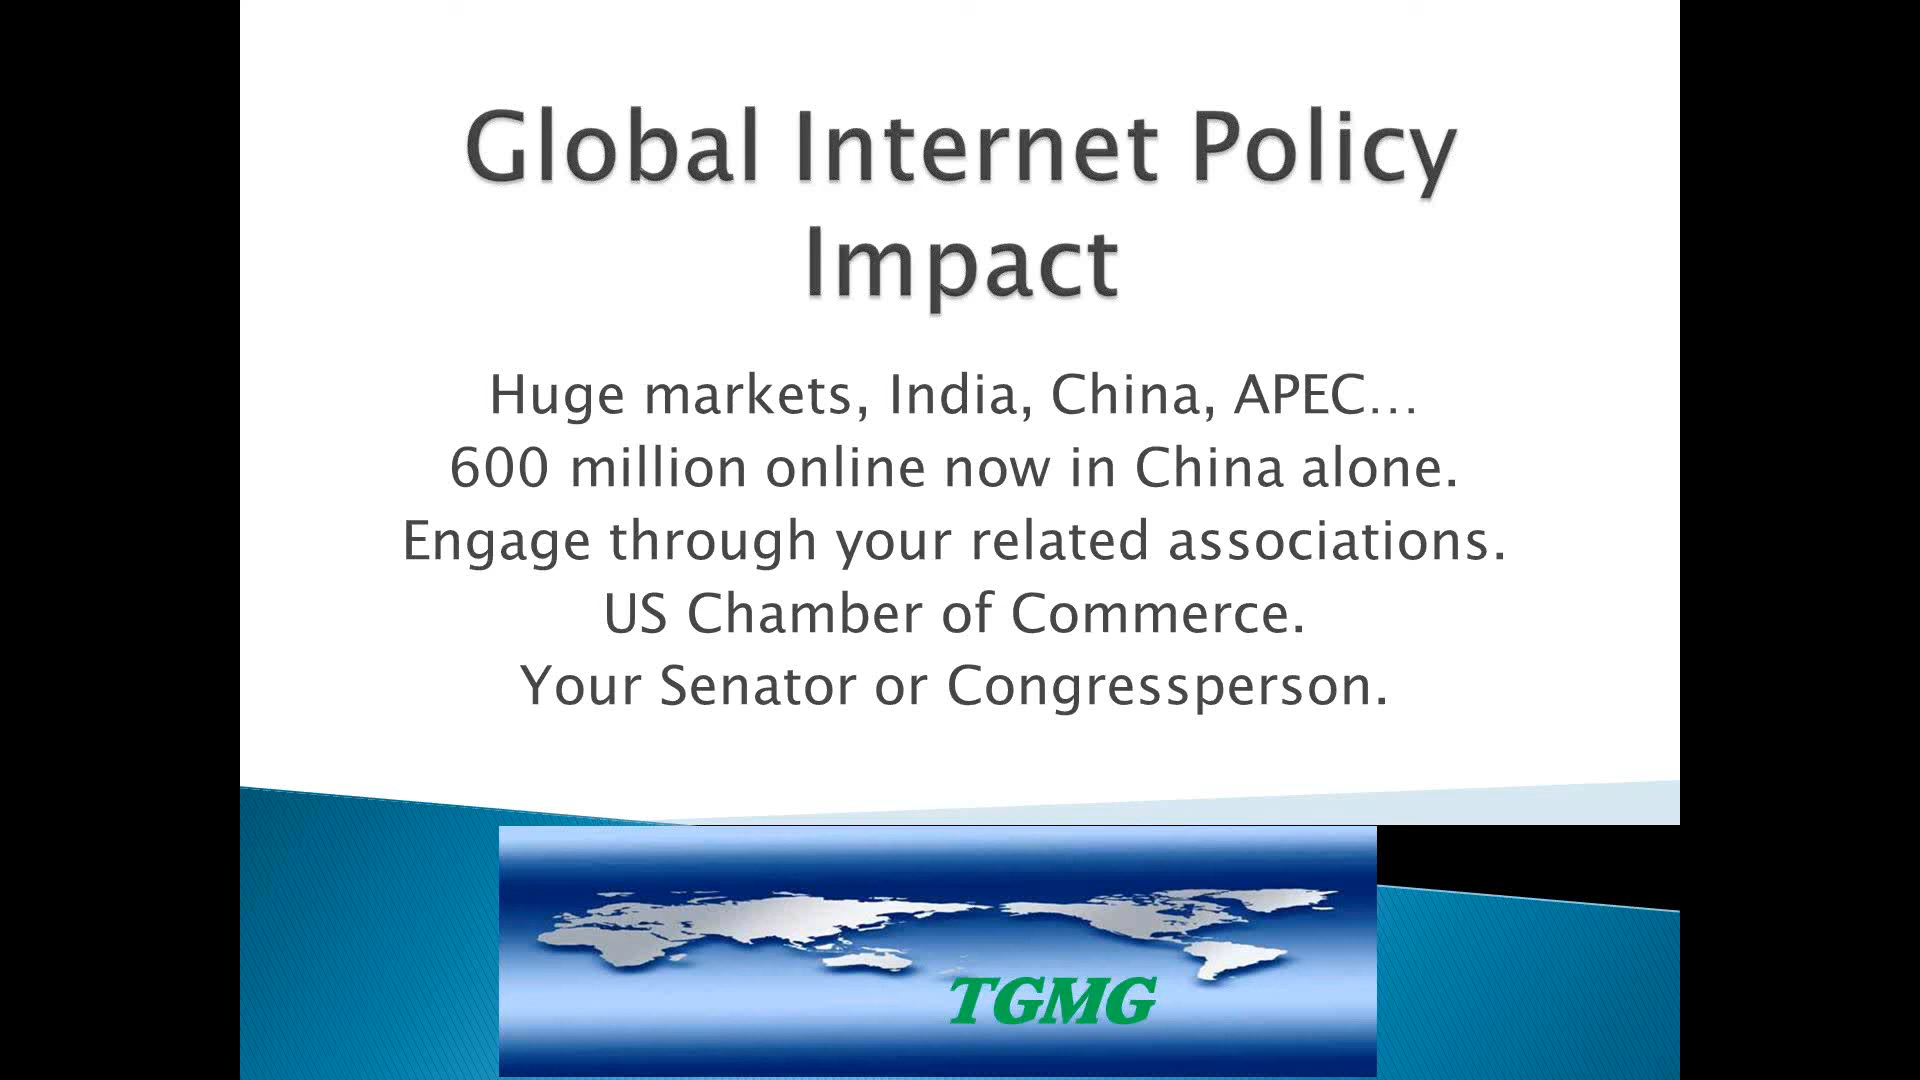 Global Internet Policy
Impact
Huge markets, India, China, APEC…
600 million online now in China alone.
Engage through your related associations.
US Chamber of Commerce.
Your Senator or Congressperson.
TGMG